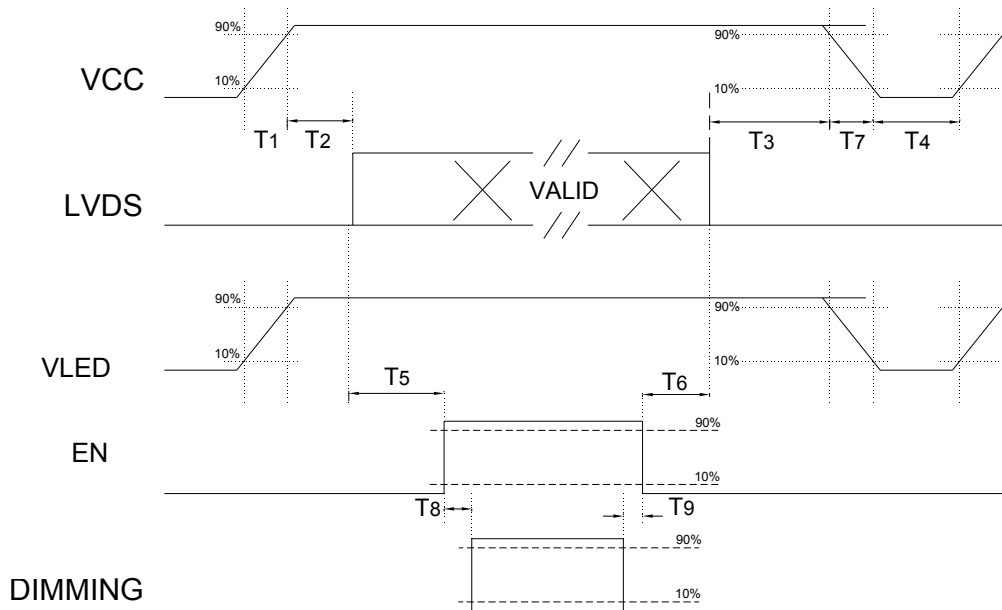 90% 90%
VCC
10% 10%
T1 T2 T3 T7 T4
VALID
LVDS
90% 90%
10% 10%
VLED
T5 T6
90%
EN
10%
T8 T9
90%
DIMMING
10%